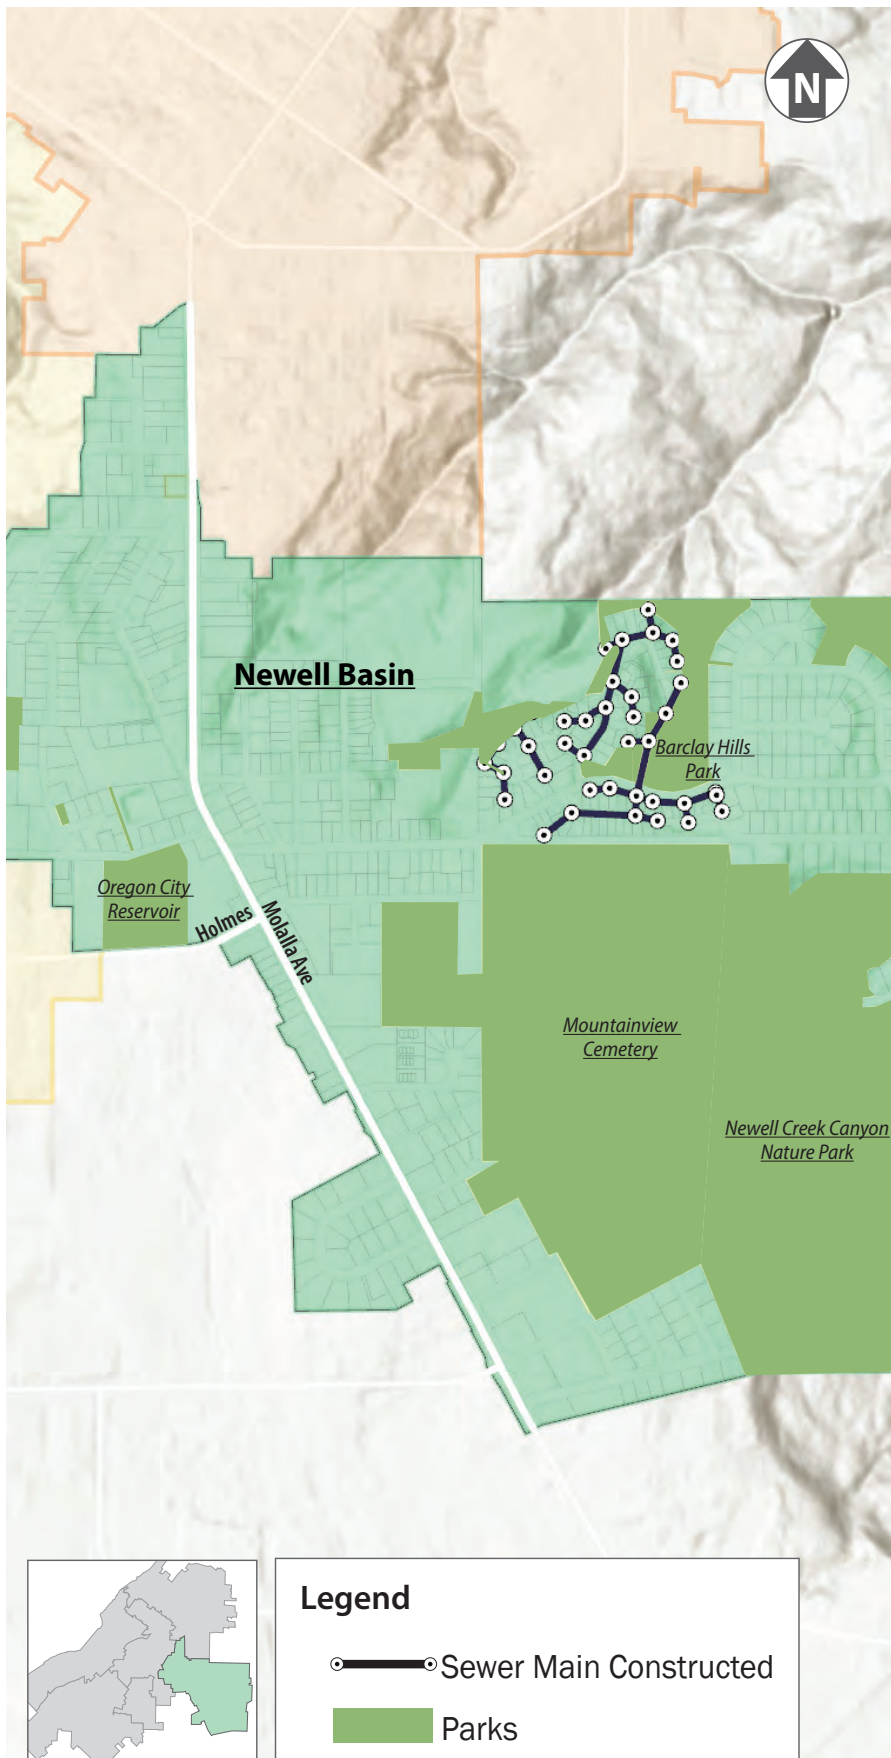 N
Newell Basin
Barclay Hills
Park
Oregon City
Reservoir
Holmes
Molalla Ave
Mountainview
Cemetery
Newell Creek Canyon
Nature Park
Legend
Sewer Main Constructed
Parks